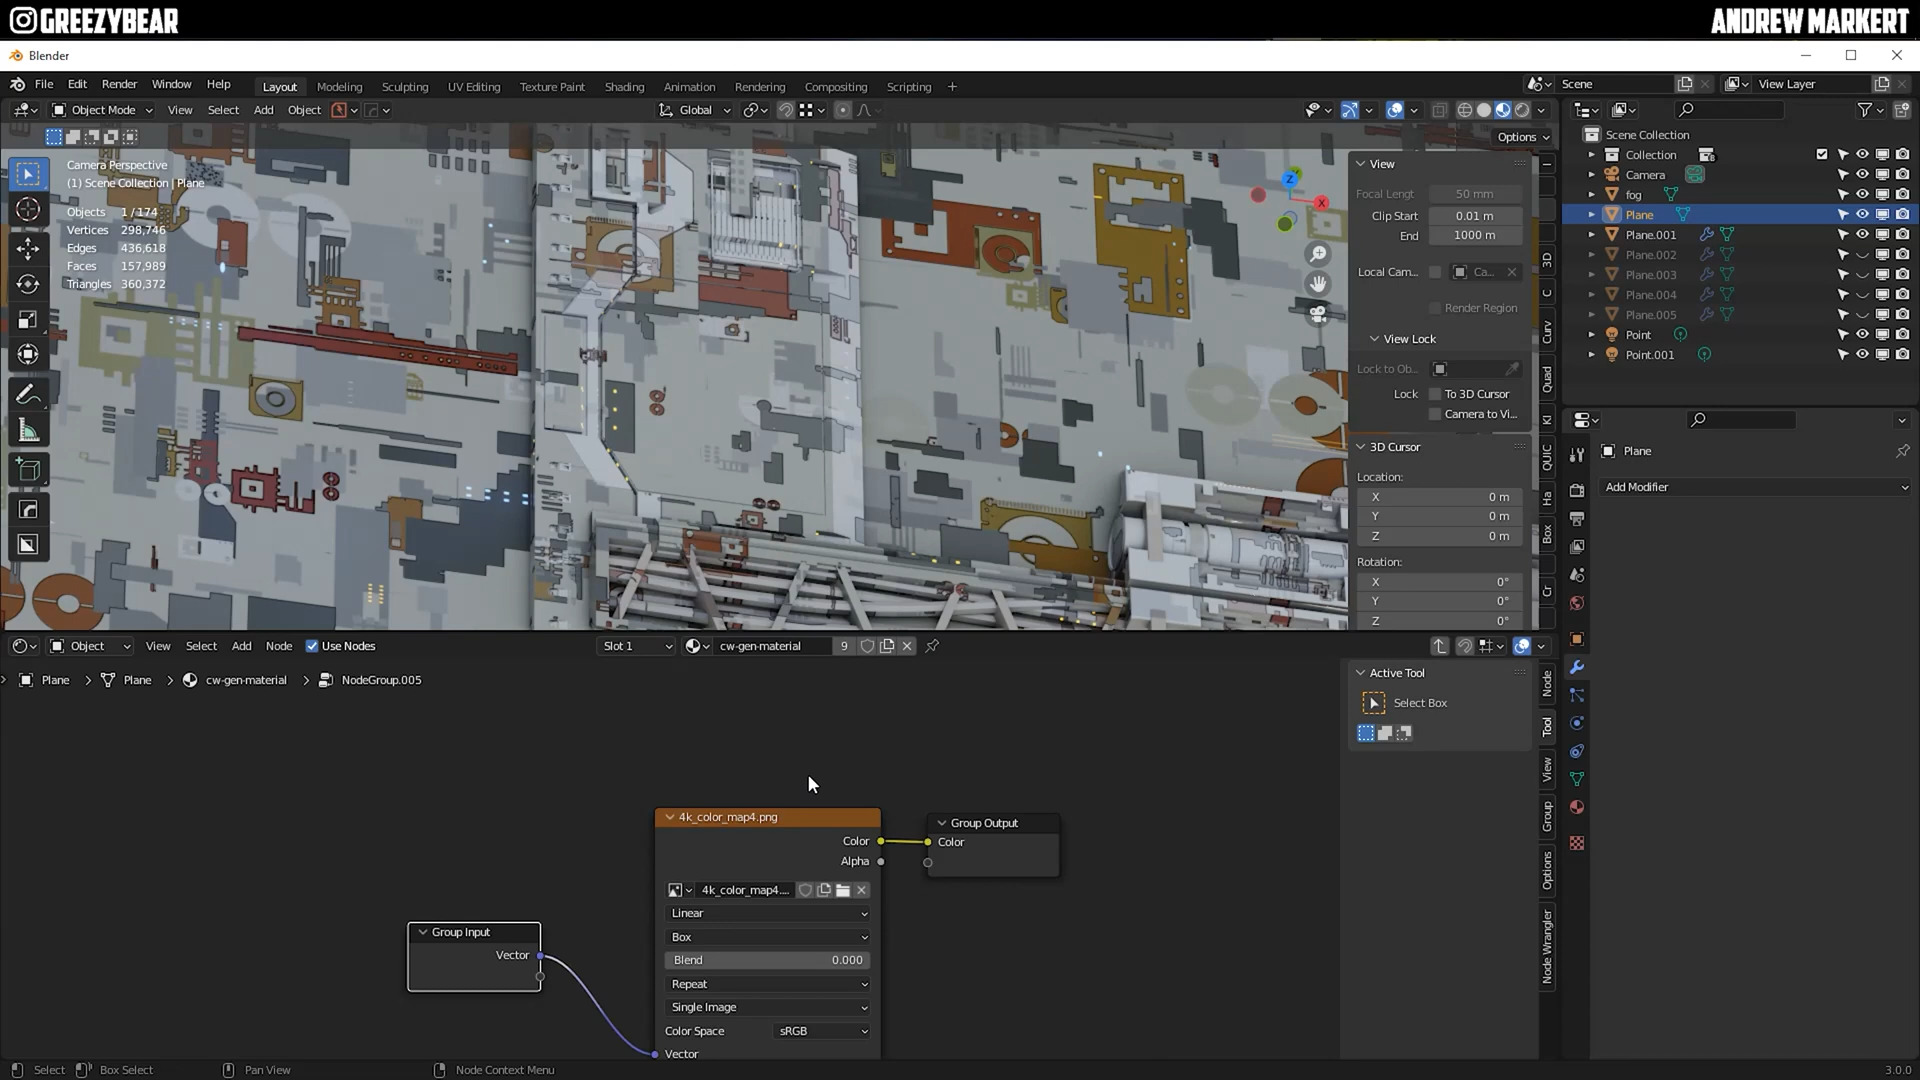 GREEZYBEAR
ANDREW MARKERT
Blender
File Edit Render Window Help
Layout Modeling Sculpting UV Editing Texture Paint Shading Animation Rendering Compositing Scripting +
Scene
View Layer
Object Mode View Select Add Object
Global
Options
Camera Perspective
(1) Scene Collection | Plane
Objects 1 / 174
Vertices 298,746
Edges 436,618
Faces 157,989
Triangles 360,372
Z
X
View
Focal Lengt 50 mm
Clip Start 0.01 m
End 1000 m
Local Cam... Ca...
Render Region
View Lock
Lock to Ob...
Lock To 3D Cursor
Camera to Vi...
3D Cursor
Location:
X 0 m
Y 0 m
Z 0 m
Rotation:
X 0°
Y 0°
Z 0°
I
3D
C
Curv
Quad
KI
QUIC
Ha
Box
Cr
Scene Collection
Collection
Camera
fog
Plane
Plane.001
Plane.002
Plane.003
Plane.004
Plane.005
Point
Point.001
Plane
Add Modifier
Object View Select Add Node Use Nodes
Slot 1
cw-gen-material 9
Plane > Plane > cw-gen-material > NodeGroup.005
Active Tool
Select Box
Node
Tool
View
Group
Options
Node Wrangler
4k_color_map4.png
Color
Alpha
4k_color_map4....
Linear
Box
Blend 0.000
Repeat
Single Image
Color Space sRGB
Vector
Group Output
Color
Group Input
Vector
Select Box Select Pan View Node Context Menu
3.0.0